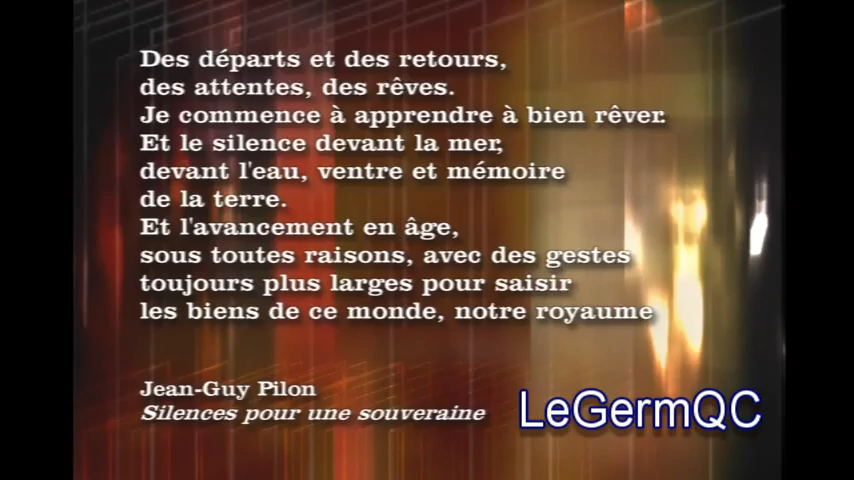 Des départs et des retours,
des attentes, des rêves.
Je commence à apprendre à bien rêver.
Et le silence devant la mer,
devant l'eau, ventre et mémoire
de la terre.
Et l'avancement en âge,
sous toutes raisons, avec des gestes
toujours plus larges pour saisir
les biens de ce monde, notre royaume
Jean-Guy Pilon
Silences pour une souveraine
LeGermQC